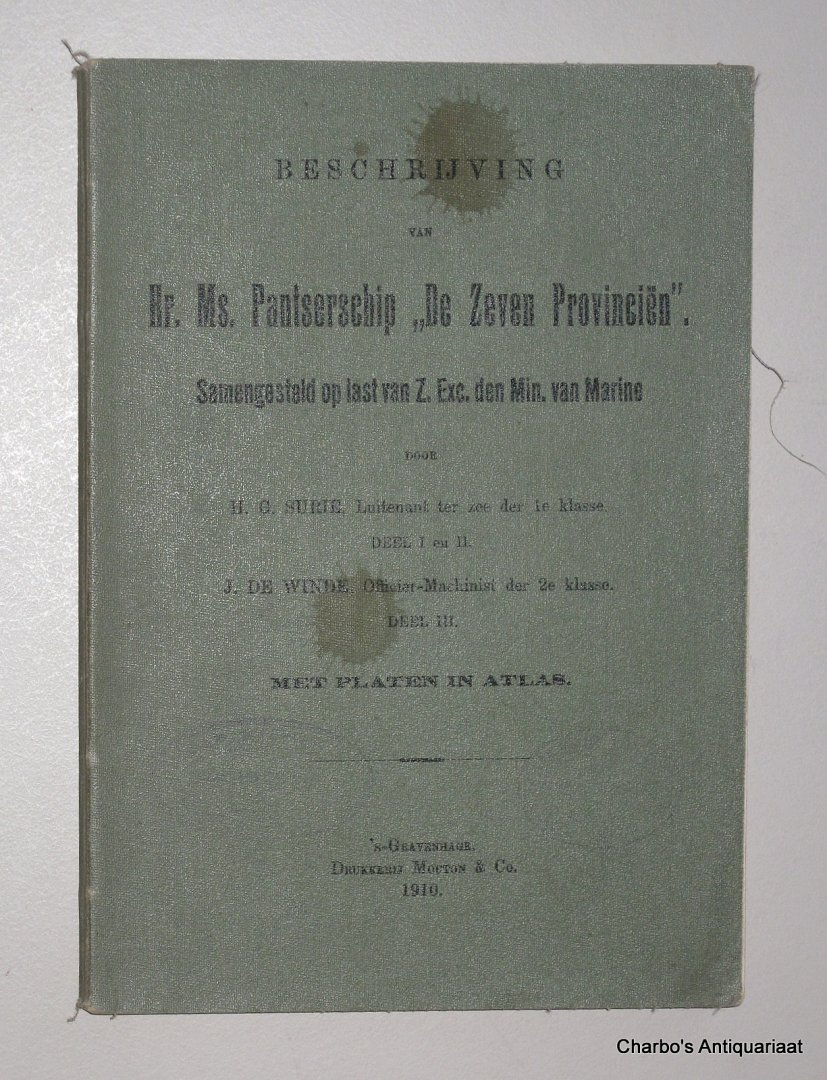 BESCHRIJVING
VAN
Hr. Ms. Pantserschip „De Zeven Provinciën".
Samengesteld op last van Z. Exc. den Min. van Marine
DOOR
H. G. SURIE, Luitenant ter zee der 1e klasse.
DEEL I en II.
J. DE WINDE, Officier-Machinist der 2e klasse.
DEEL III.
MET PLATEN IN ATLAS.
's-GRAVENHAGE,
DRUKKERIJ MOUTON & Co.
1910.
Charbo's Antiquariaat